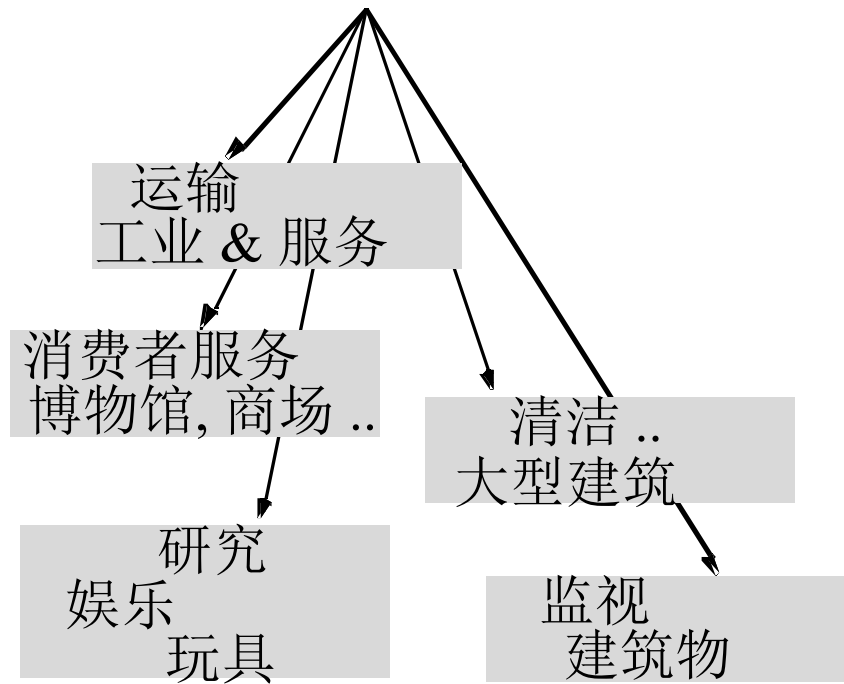 运输
工业 & 服务
消费者服务
博物馆, 商场 ..
清洁 ..
大型建筑
研究
娱乐
玩具
监视
建筑物